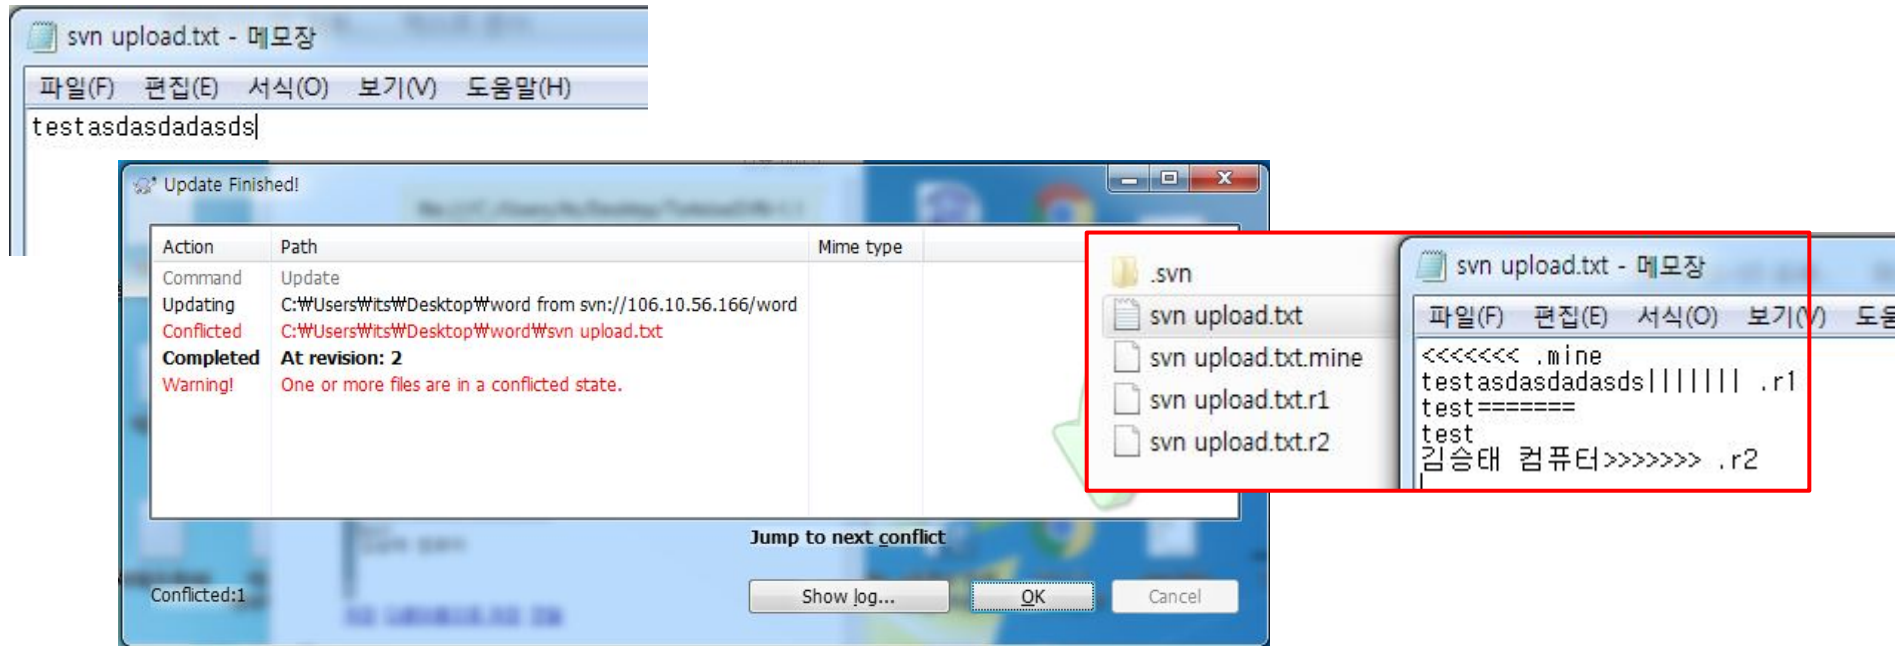 svn upload.txt - 메모장
파일(F) 편집(E) 서식(O) 보기(V) 도움말(H)
testasdasdadasds
Update Finished!
Action Path Mime type
Command Update
Updating C:₩Users₩its₩Desktop₩word from svn://106.10.56.166/word
Conflicted C:₩Users₩its₩Desktop₩word₩svn upload.txt
Completed At revision: 2
Warning! One or more files are in a conflicted state.
Jump to next conflict
Conflicted:1
Show log...
OK
Cancel
.svn
svn upload.txt
svn upload.txt.mine
svn upload.txt.r1
svn upload.txt.r2
svn upload.txt - 메모장
파일(F) 편집(E) 서식(O) 보기(V)
<<<<<<< .mine
testasdasdadasds||||||| .r1
test=======
test
김승태 컴퓨터>>>>>>> .r2